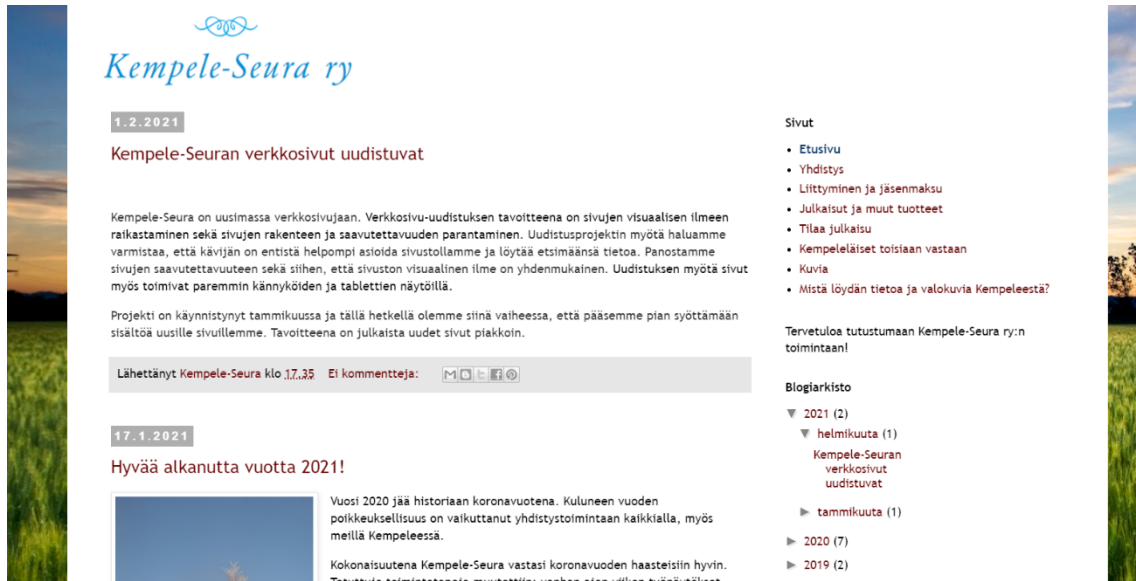 Kempele-Seura ry
1.2.2021
Kempele-Seuran verkkosivut uudistuvat
Kempele-Seura on uusimassa verkkosivujaan. Verkkosivu-uudistuksen tavoitteena on sivujen visuaalisen ilmeen
raikastaminen sekä sivujen rakenteen ja saavutettavuuden parantaminen. Uudistusprojektin myötä haluamme
varmistaa, että kävijän on entistä helpompi asioida sivustollamme ja löytää etsimäänsä tietoa. Panostamme
sivujen saavutettavuuteen sekä siihen, että sivuston visuaalinen ilme on yhdenmukainen. Uudistuksen myötä sivut
myös toimivat paremmin kännyköiden ja tablettien näytöillä.
Projekti on käynnistynyt tammikuussa ja tällä hetkellä olemme siinä vaiheessa, että pääsemme pian syöttämään
sisältöä uusille sivuillemme. Tavoitteena on julkaista uudet sivut piakkoin.
Lähettänyt Kempele-Seura klo 17.35 Ei kommentteja:
17.1.2021
Hyvää alkanutta vuotta 2021!
Vuosi 2020 jää historiaan koronavuotena. Kuluneen vuoden
poikkeuksellisuus on vaikuttanut yhdistystoimintaan kaikkialla, myös
meillä Kempeleessä.
Kokonaisuutena Kempele-Seura vastasi koronavuoden haasteisiin hyvin.
Sivut
Etusivu
Yhdistys
Liittyminen ja jäsenmaksu
Julkaisut ja muut tuotteet
Tilaa julkaisu
Kempeleläiset toisiaan vastaan
Kuvia
Mistä löydän tietoa ja valokuvia Kempeleestä?
Tervetuloa tutustumaan Kempele-Seura ry:n
toimintaan!
Blogiarkisto
▼ 2021 (2)
▼ helmikuuta (1)
Kempele-Seuran
verkkosivut
uudistuvat
► tammikuuta (1)
► 2020 (7)
► 2019 (2)